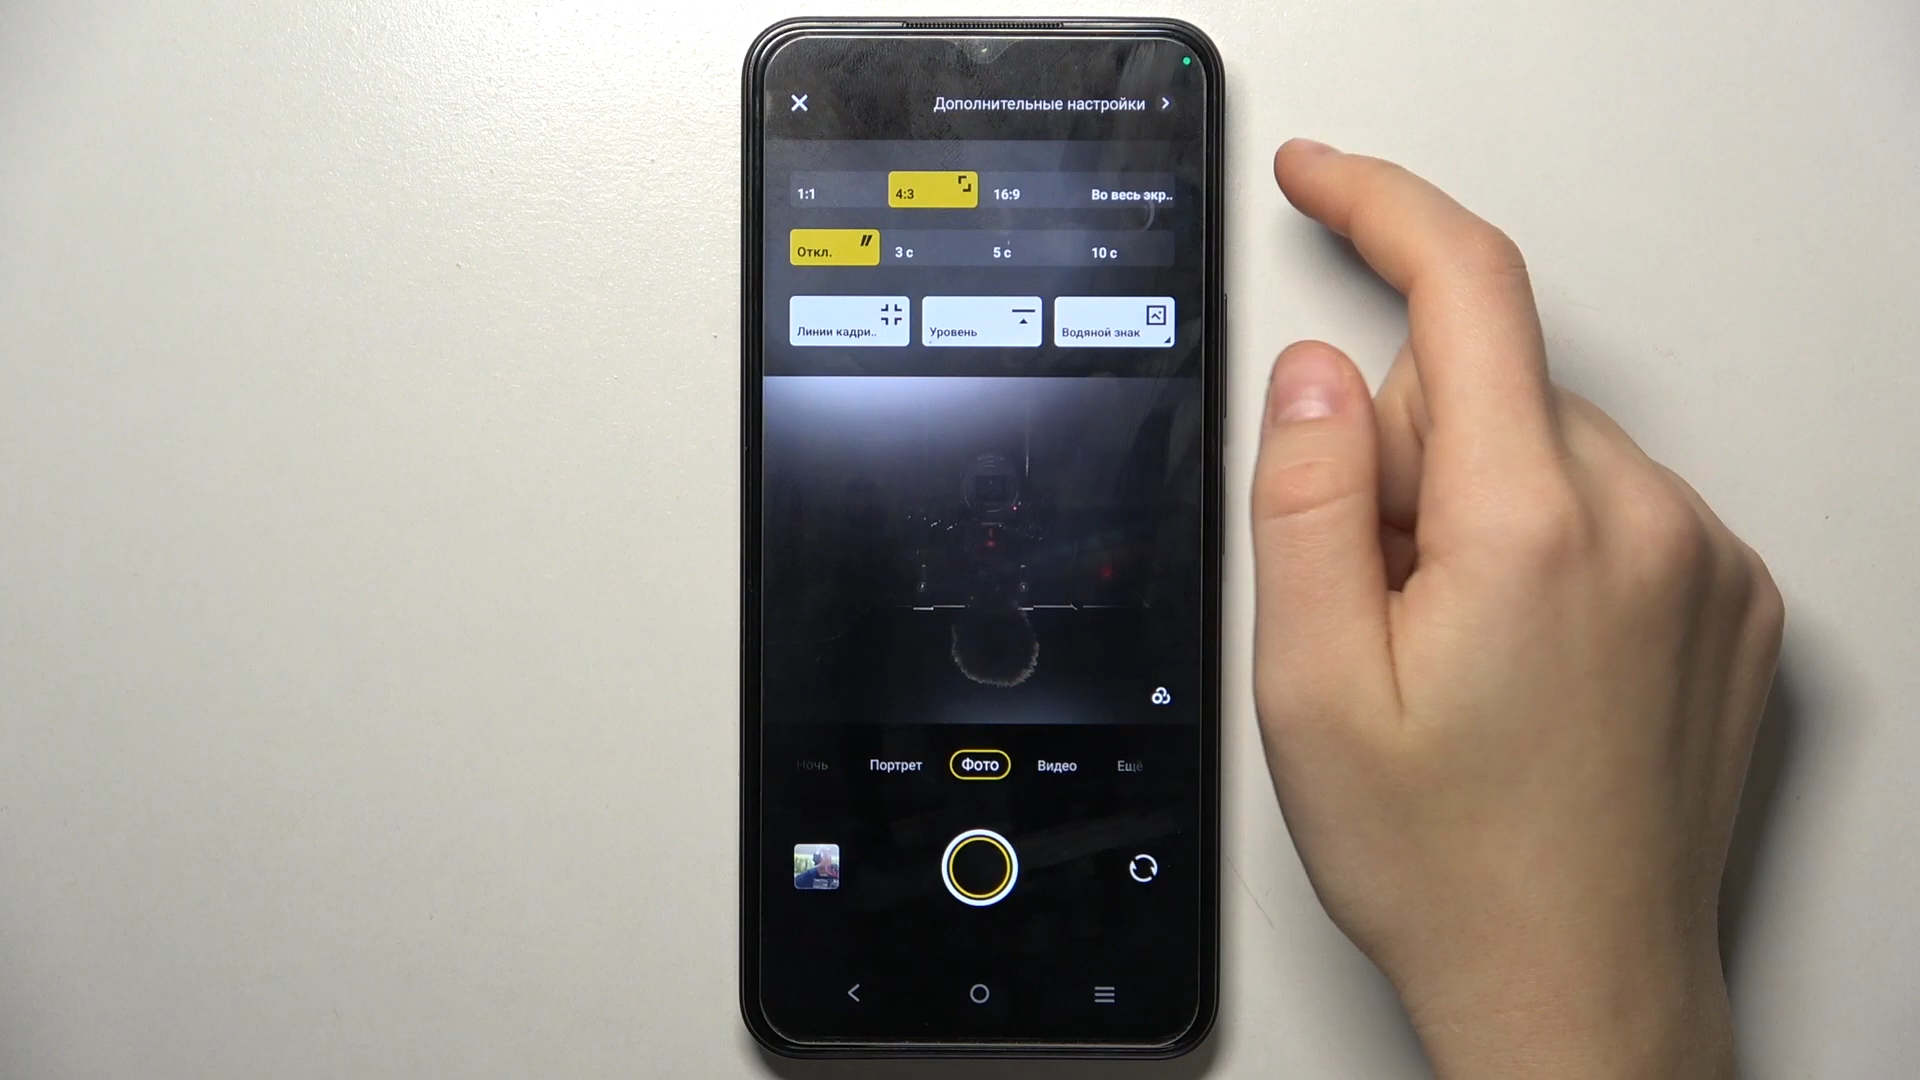 Дополнительные настройки
1:1 4:3 16:9 Во весь экр..
Откл. 3 с 5 с 10 с
Линии кадри.. Уровень Водяной знак
Ночь Портрет Фото Видео Ещё